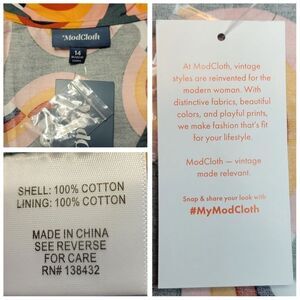 ModCloth
14
At ModCloth, vintage
styles are reinvented for the
modern woman. With
distinctive fabrics, beautiful
colors, and playful prints,
we make fashion that's fit
for your lifestyle.
ModCloth — vintage
made relevant.
Snap & share your look with
#MyModCloth
SHELL: 100% COTTON
LINING: 100% COTTON
MADE IN CHINA
SEE REVERSE
FOR CARE
RN# 138432